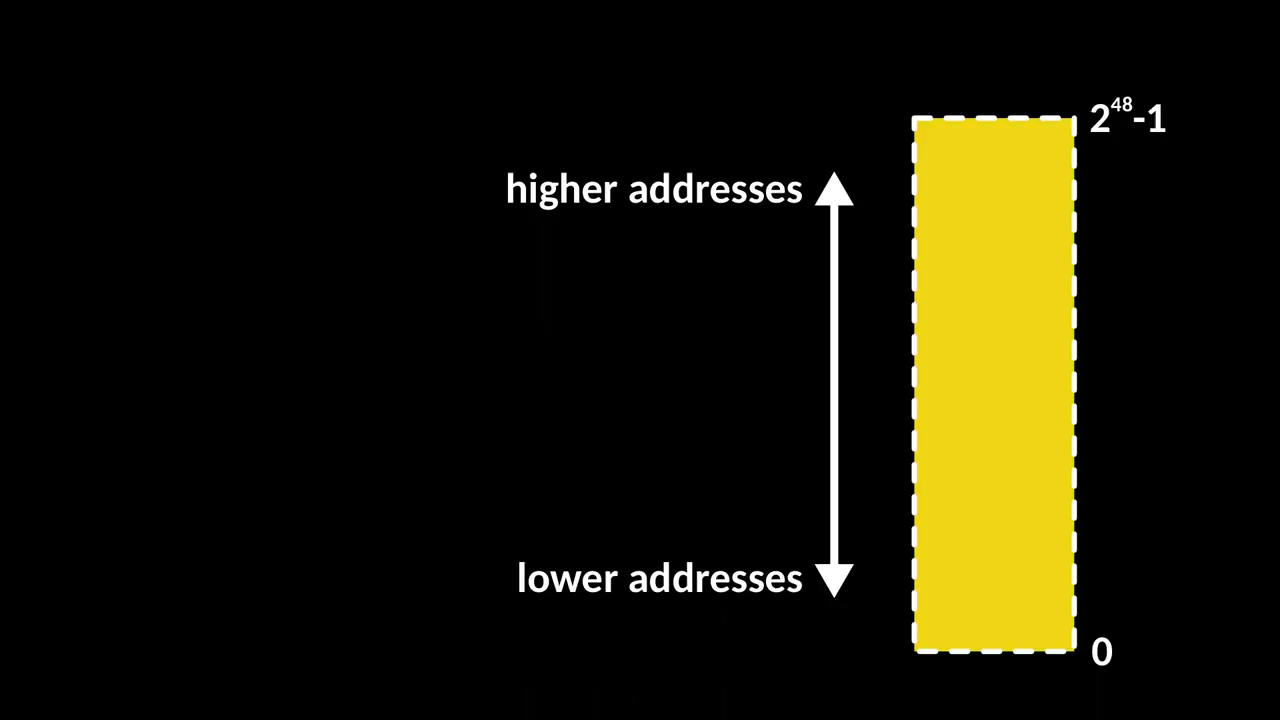 2⁴⁸-1
higher addresses
lower addresses
0